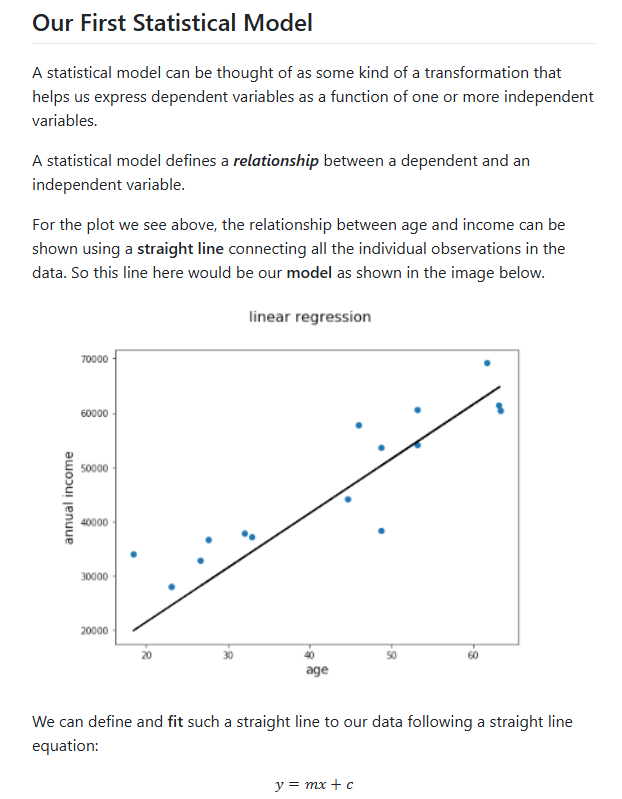 Our First Statistical Model
A statistical model can be thought of as some kind of a transformation that
helps us express dependent variables as a function of one or more independent
variables.
A statistical model defines a relationship between a dependent and an
independent variable.
For the plot we see above, the relationship between age and income can be
shown using a straight line connecting all the individual observations in the
data. So this line here would be our model as shown in the image below.
linear regression
70000
60000
50000
40000
30000
20000
annual income
20 30 40 50 60
age
We can define and fit such a straight line to our data following a straight line
equation:
y = mx + c